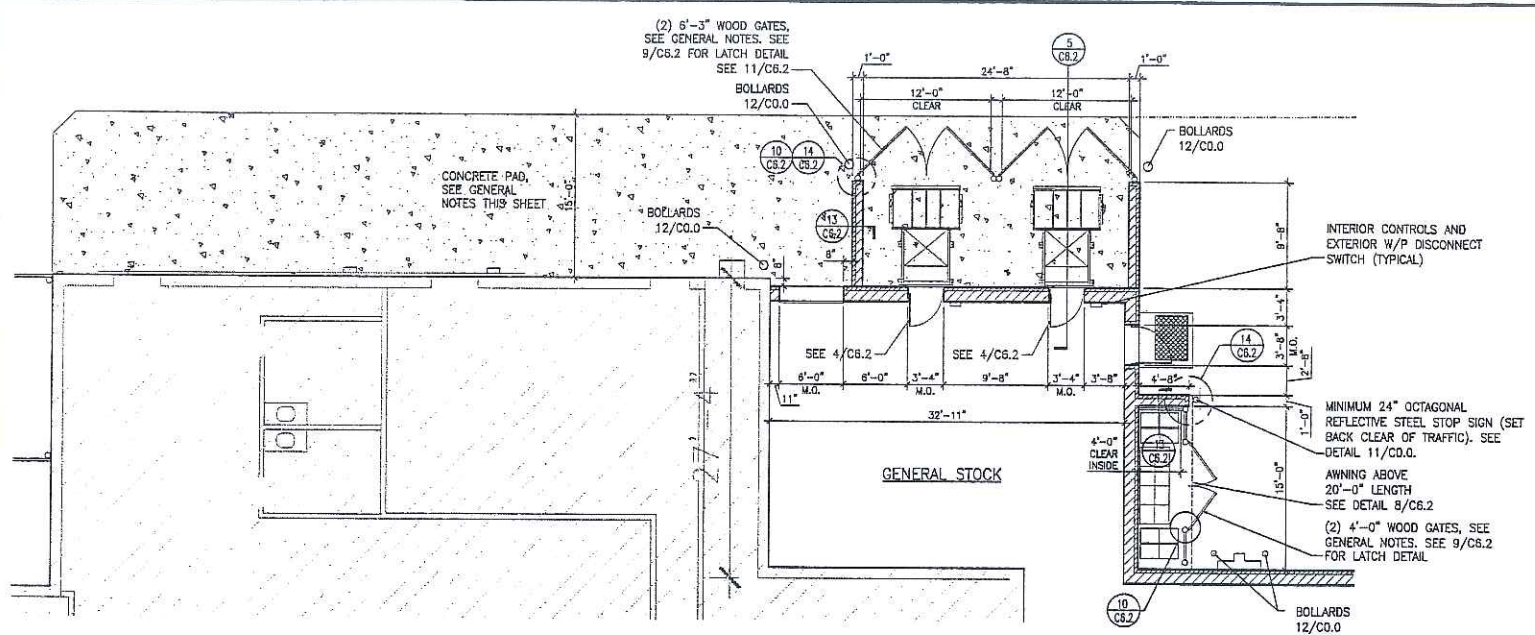 (2) 6'-3" WOOD GATES,
SEE GENERAL NOTES. SEE
9/C6.2 FOR LATCH DETAIL
SEE 11/C6.2
BOLLARDS
12/C0.0
1'-0"
24'-8"
5
C6.2
1'-0"
12'-0"
CLEAR
12'-0"
CLEAR
BOLLARDS
12/C0.0
10
C6.2
14
C6.2
CONCRETE PAD,
SEE GENERAL
NOTES THIS SHEET
15'-0"
BOLLARDS
12/C0.0
13
C6.2
8"
8"
9'-8"
INTERIOR CONTROLS AND
EXTERIOR W/P DISCONNECT
SWITCH (TYPICAL)
SEE 4/C6.2
SEE 4/C6.2
3'-4"
3'-8"
M.O.
2'-8"
14
C6.2
6'-0"
M.O.
6'-0"
3'-4"
M.O.
9'-8"
3'-4"
M.O.
3'-8"
4'-8"
11"
32'-11"
1'-0"
MINIMUM 24" OCTAGONAL
REFLECTIVE STEEL STOP SIGN (SET
BACK CLEAR OF TRAFFIC). SEE
DETAIL 11/C0.0.
4'-0"
CLEAR
INSIDE
13
C6.2
GENERAL STOCK
15'-0"
AWNING ABOVE
20'-0" LENGTH
SEE DETAIL 8/C6.2
(2) 4'-0" WOOD GATES, SEE
GENERAL NOTES. SEE 9/C6.2
FOR LATCH DETAIL
10
C6.2
BOLLARDS
12/C0.0